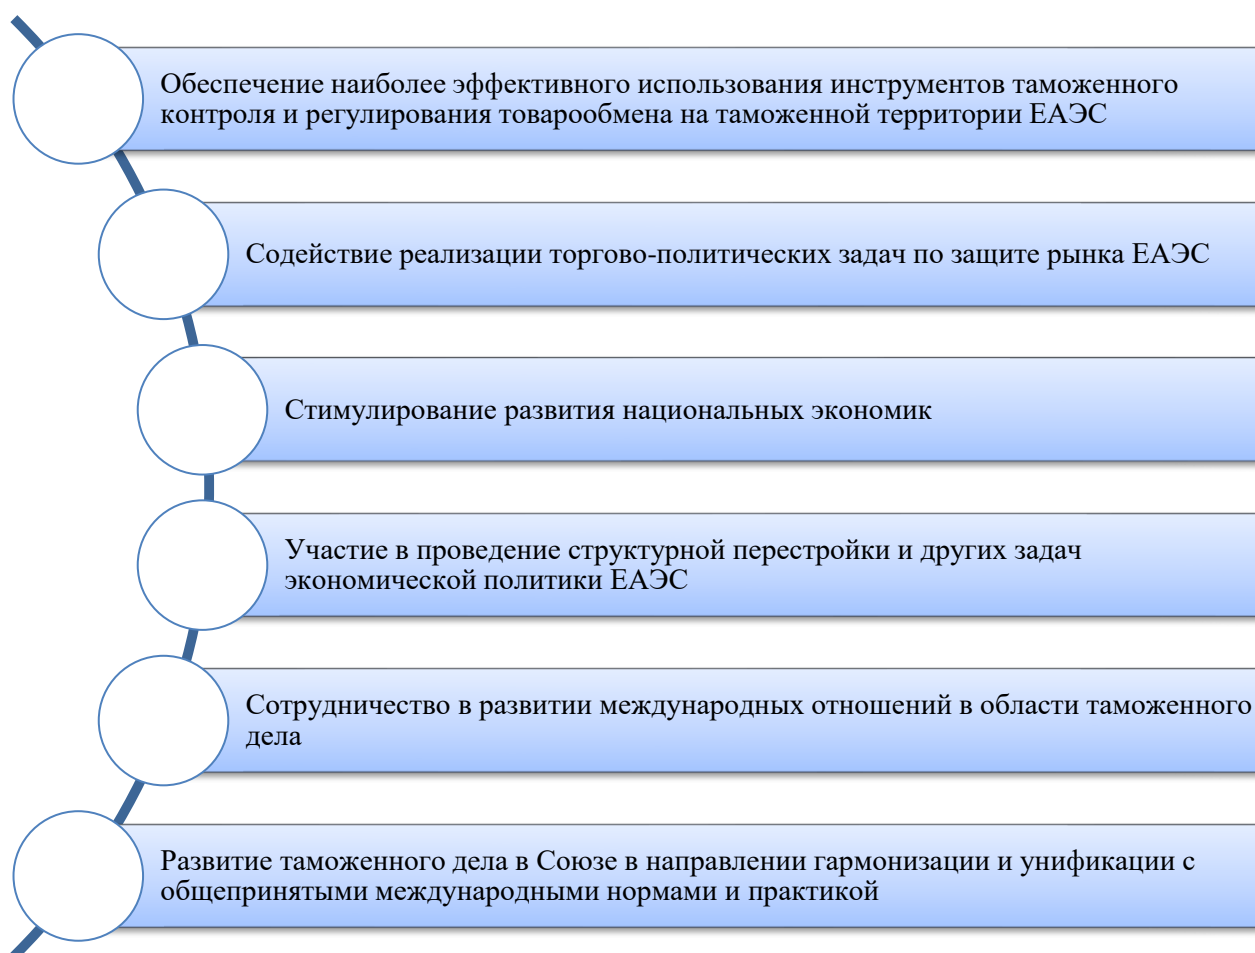 Обеспечение наиболее эффективного использования инструментов таможенного
контроля и регулирования товарообмена на таможенной территории ЕАЭС
Содействие реализации торгово-политических задач по защите рынка ЕАЭС
Стимулирование развития национальных экономик
Участие в проведение структурной перестройки и других задач
экономической политики ЕАЭС
Сотрудничество в развитии международных отношений в области таможенного
дела
Развитие таможенного дела в Союзе в направлении гармонизации и унификации с
общепринятыми международными нормами и практикой